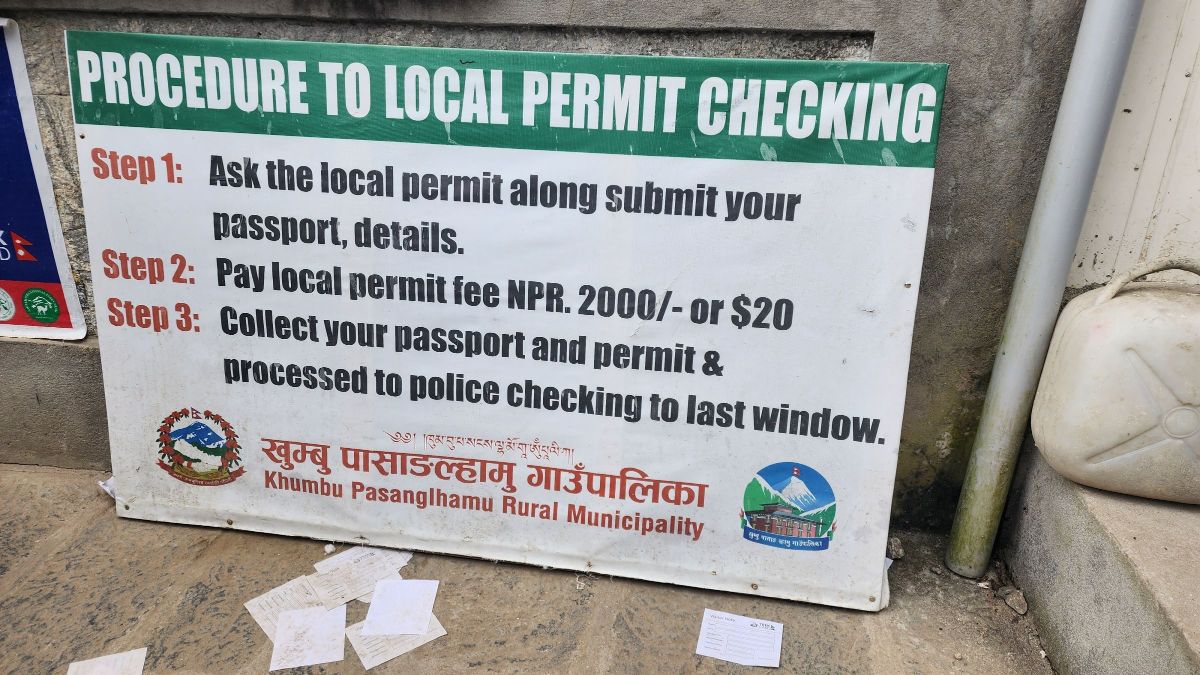 PROCEDURE TO LOCAL PERMIT CHECKING
Step 1: Ask the local permit along submit your
passport, details.
Step 2: Pay local permit fee NPR. 2000/- or $20
Step 3: Collect your passport and permit &
processed to police checking to last window.
खुम्बु पासाङल्हामु गाउँपालिका
Khumbu Pasanglhamu Rural Municipality
खुम्बु पासाङ ल्हामु गाउँपालिका